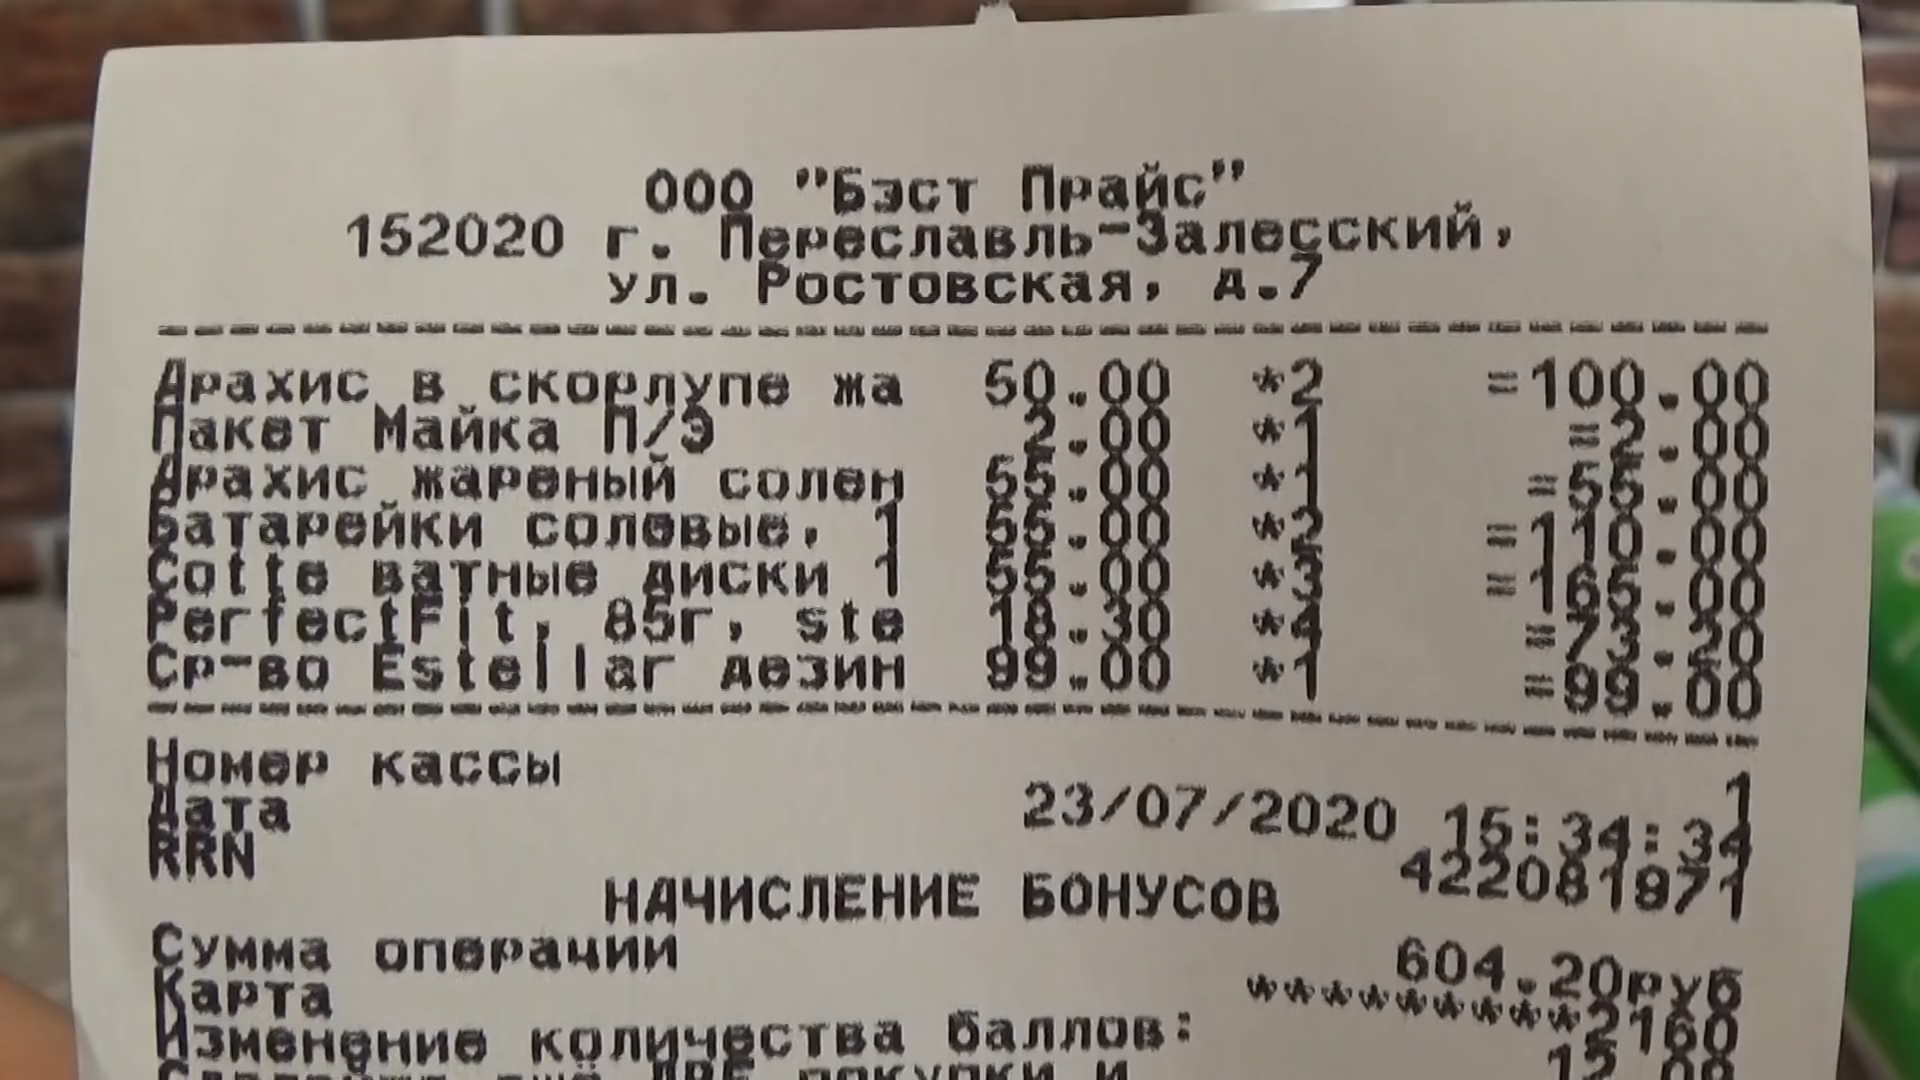 ООО "Бэст Прайс"
152020 г. Переславль-Залесский,
ул. Ростовская, д.7
Арахис в скорлупе жа 50.00 *2 =100.00
Пакет Майка П/Э 2.00 *1 =2.00
Арахис жареный солен 55.00 *1 =55.00
Батарейки солевые, 1 55.00 *2 =110.00
Cotte ватные диски 1 55.00 *3 =165.00
PerfectFit, 85г, ste 18.30 *4 =73.20
Ср-во Estellar дезин 99.00 *1 =99.00
Номер кассы 1
Дата 23/07/2020 15:34:34
RRN 4220819871
НАЧИСЛЕНИЕ БОНУСОВ
Сумма операции 604.20руб
Карта *********2160
Изменение количества баллов: